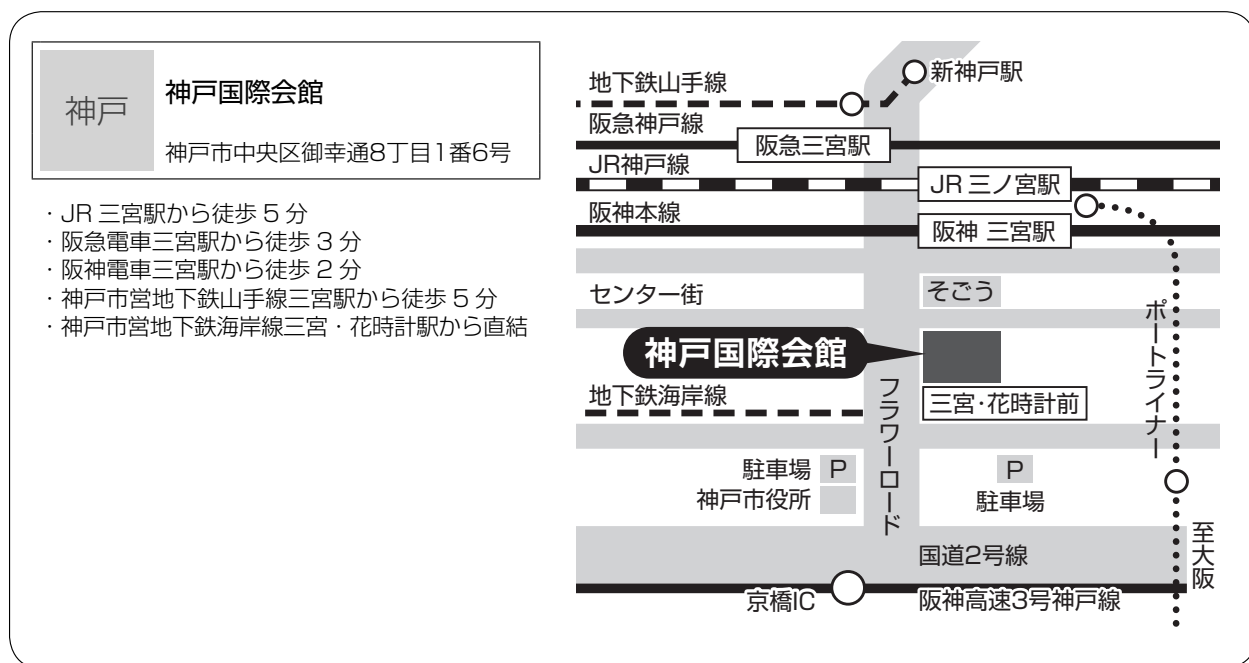 神戸
神戸国際会館
神戸市中央区御幸通8丁目1番6号
・JR 三宮駅から徒歩 5 分
・阪急電車三宮駅から徒歩 3 分
・阪神電車三宮駅から徒歩 2 分
・神戸市営地下鉄山手線三宮駅から徒歩 5 分
・神戸市営地下鉄海岸線三宮・花時計駅から直結
新神戸駅
地下鉄山手線
阪急神戸線
阪急三宮駅
JR神戸線
JR 三ノ宮駅
阪神本線
阪神 三宮駅
センター街
そごう
ポートライナー
神戸国際会館
地下鉄海岸線
三宮・花時計前
フラワーロード
駐車場 P
神戸市役所
P
駐車場
国道2号線
至大阪
京橋IC
阪神高速3号神戸線